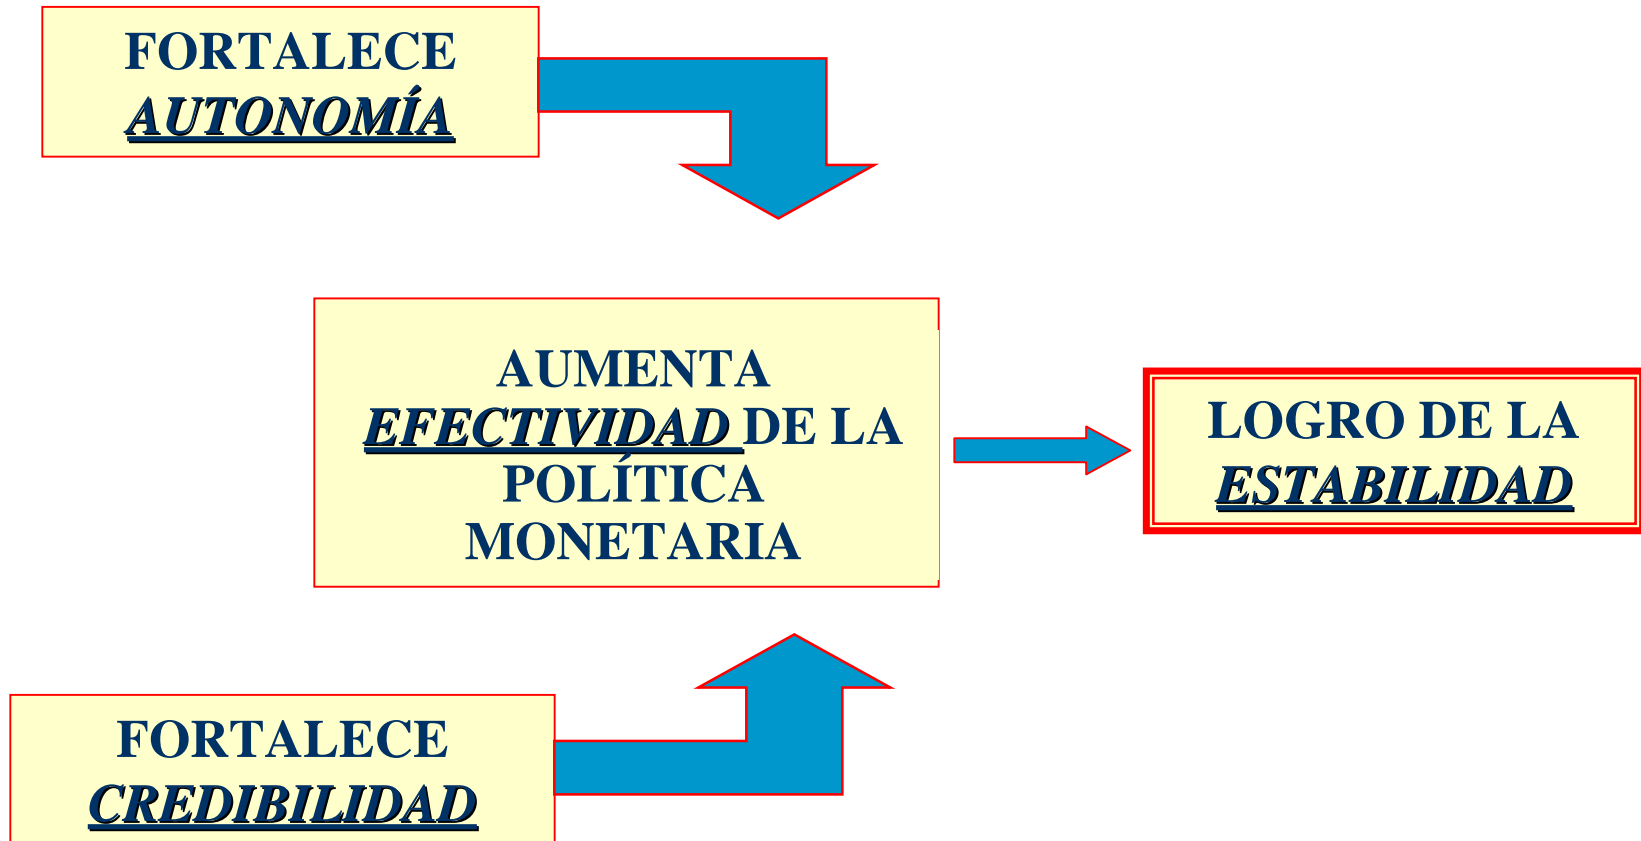 FORTALECE
AUTONOMÍA
AUMENTA
EFECTIVIDAD DE LA
POLÍTICA
MONETARIA
LOGRO DE LA
ESTABILIDAD
FORTALECE
CREDIBILIDAD